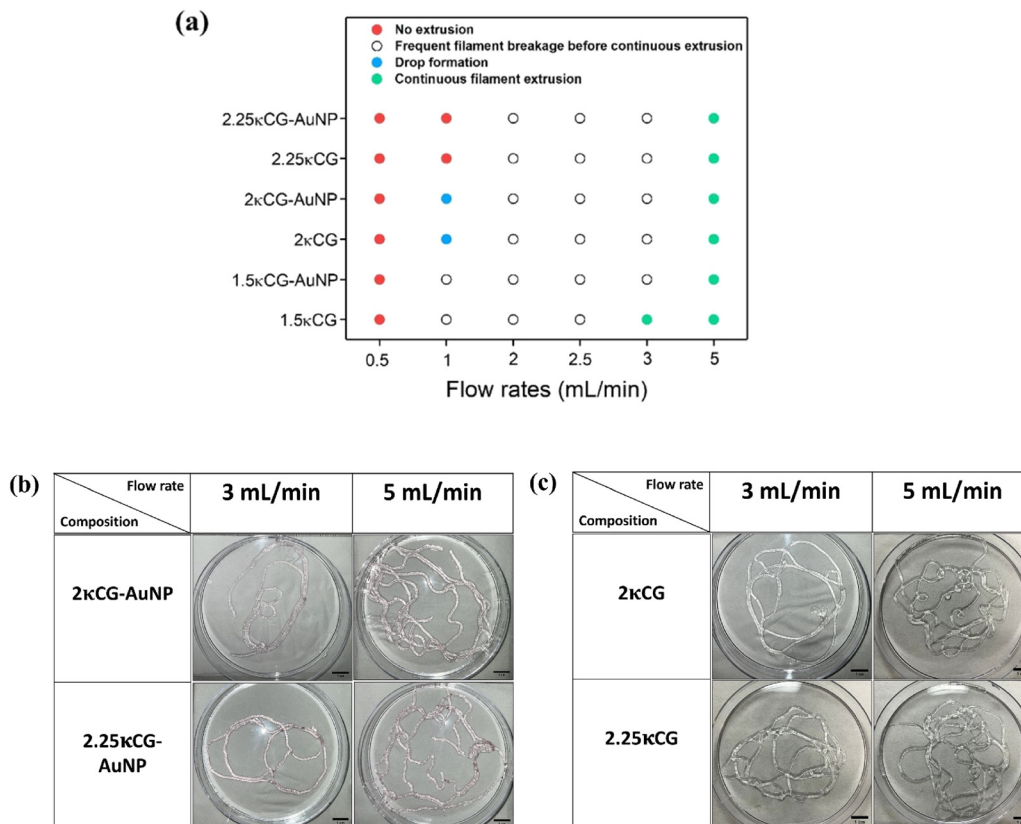 (a)
No extrusion
Frequent filament breakage before continuous extrusion
Drop formation
Continuous filament extrusion
2.25κCG-AuNP
2.25κCG
2κCG-AuNP
2κCG
1.5κCG-AuNP
1.5κCG
0.5 1 2 2.5 3 5
Flow rates (mL/min)
(b)
Flow rate
Composition
3 mL/min
5 mL/min
2κCG-AuNP
2.25κCG-
AuNP
(c)
Flow rate
Composition
3 mL/min
5 mL/min
2κCG
2.25κCG